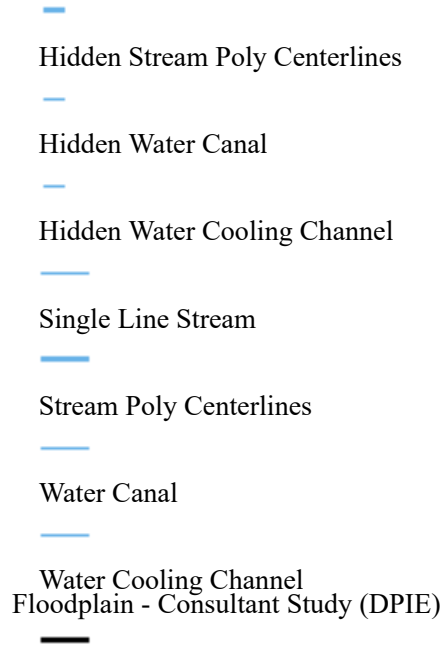 Hidden Stream Poly Centerlines
Hidden Water Canal
Hidden Water Cooling Channel
Single Line Stream
Stream Poly Centerlines
Water Canal
Water Cooling Channel
Floodplain - Consultant Study (DPIE)